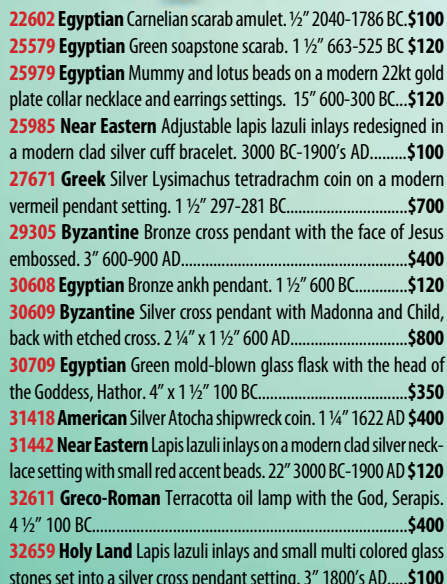 22602 Egyptian Carnelian scarab amulet. ½" 2040-1786 BC.$100
25579 Egyptian Green soapstone scarab. 1 ½" 663-525 BC $120
25979 Egyptian Mummy and lotus beads on a modern 22kt gold
plate collar necklace and earrings settings. 15" 600-300 BC...$120
25985 Near Eastern Adjustable lapis lazuli inlays redesigned in
a modern clad silver cuff bracelet. 3000 BC-1900's AD.........$100
27671 Greek Silver Lysimachus tetradrachm coin on a modern
vermeil pendant setting. 1 ½" 297-281 BC..............................$700
29305 Byzantine Bronze cross pendant with the face of Jesus
embossed. 3" 600-900 AD........................................................$400
30608 Egyptian Bronze ankh pendant. 1 ½" 600 BC.............$120
30609 Byzantine Silver cross pendant with Madonna and Child,
back with etched cross. 2 ¼" x 1 ½" 600 AD.............................$800
30709 Egyptian Green mold-blown glass flask with the head of
the Goddess, Hathor. 4" x 1 ½" 100 BC.....................................$350
31418 American Silver Atocha shipwreck coin. 1 ¼" 1622 AD $400
31442 Near Eastern Lapis lazuli inlays on a modern clad silver neck-
lace setting with small red accent beads. 22" 3000 BC-1900 AD $120
32611 Greco-Roman Terracotta oil lamp with the God, Serapis.
4 ½" 100 BC..............................................................................$400
32659 Holy Land Lapis lazuli inlays and small multi colored glass
stones set into a silver cross pendant setting. 3" 1800's AD.....$100